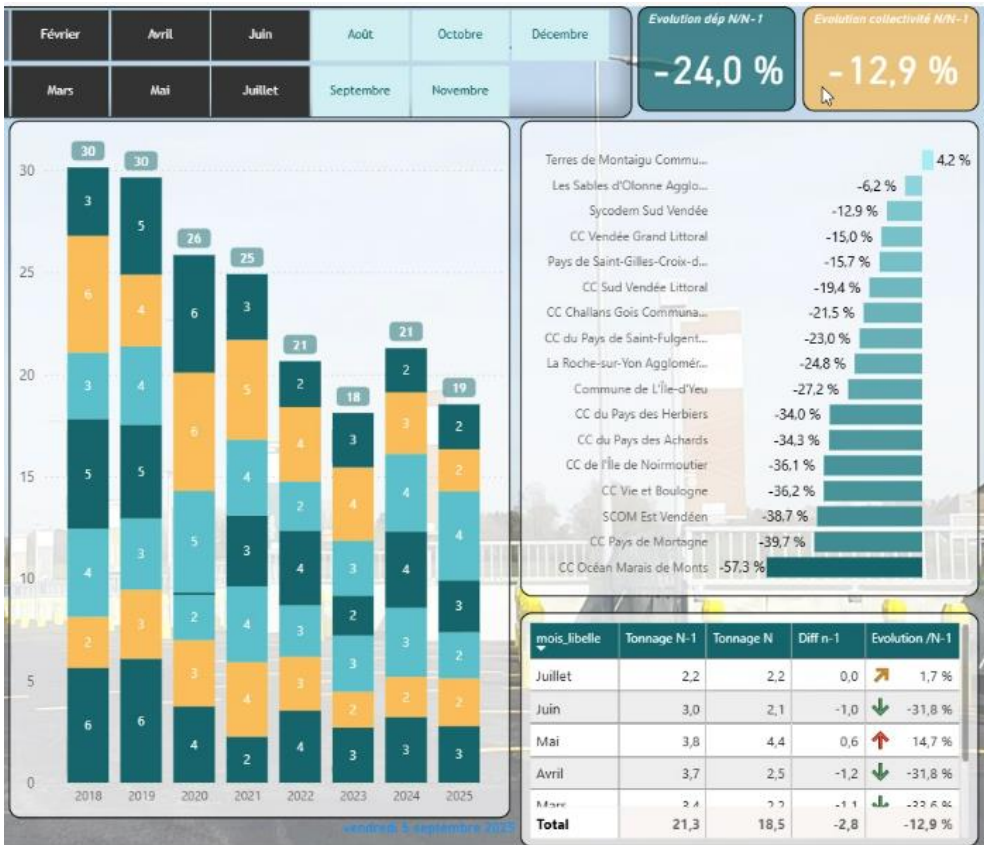 Février Avril Juin Août Octobre Décembre
Mars Mai Juillet Septembre Novembre
Evolution dép N/N-1
-24,0 %
Evolution collectivité N/N-1
-12,9 %
30
25
20
15
10
5
0
30 30 26 25 21 18 21 19
3 6 3 5 4 2 6
5 4 4 5 3 3 6
6 6 5 2 3 4
3 5 4 3 4 4 2
2 4 2 4 3 3 4
3 4 3 2 3 2 3
2 3 4 4 3 2 3
2 2 4 3 2 2 3
2018 2019 2020 2021 2022 2023 2024 2025
vendredi 5 septembre 2025
Terres de Montaigu Commu... 4,2 %
Les Sables d'Olonne Agglo... -6,2 %
Sycodem Sud Vendée -12,9 %
CC Vendée Grand Littoral -15,0 %
Pays de Saint-Gilles-Croix-d... -15,7 %
CC Sud Vendée Littoral -19,4 %
CC Challans Gois Communa... -21,5 %
CC du Pays de Saint-Fulgent... -23,0 %
La Roche-sur-Yon Agglomér... -24,8 %
Commune de L'Île-d'Yeu -27,2 %
CC du Pays des Herbiers -34,0 %
CC du Pays des Achards -34,3 %
CC de l'Île de Noirmoutier -36,1 %
CC Vie et Boulogne -36,2 %
SCOM Est Vendéen -38,7 %
CC Pays de Mortagne -39,7 %
CC Océan Marais de Monts -57,3 %
mois_libelle Tonnage N-1 Tonnage N Diff n-1 Evolution /N-1
Juillet 2,2 2,2 0,0 1,7 %
Juin 3,0 2,1 -1,0 -31,8 %
Mai 3,8 4,4 0,6 14,7 %
Avril 3,7 2,5 -1,2 -31,8 %
Mars 3,4 2,2 -1,1 -33,6 %
Total 21,3 18,5 -2,8 -12,9 %